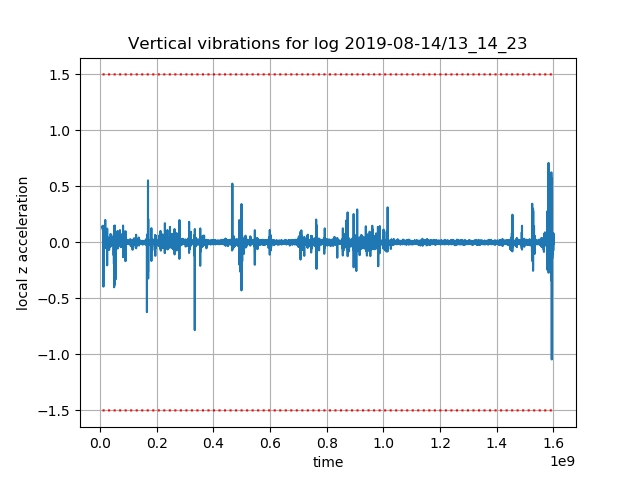 Vertical vibrations for log 2019-08-14/13_14_23
local z acceleration
1.5
1.0
0.5
0.0
−0.5
−1.0
−1.5
0.0 0.2 0.4 0.6 0.8 1.0 1.2 1.4 1.6
1e9
time